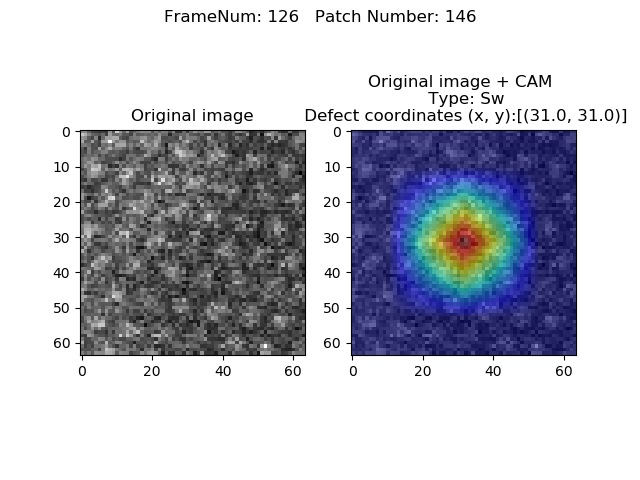 FrameNum: 126   Patch Number: 146
Original image
Original image + CAM
Type: Sw
Defect coordinates (x, y):[(31.0, 31.0)]
0
10
20
30
40
50
60
0 20 40 60
0
10
20
30
40
50
60
0 20 40 60